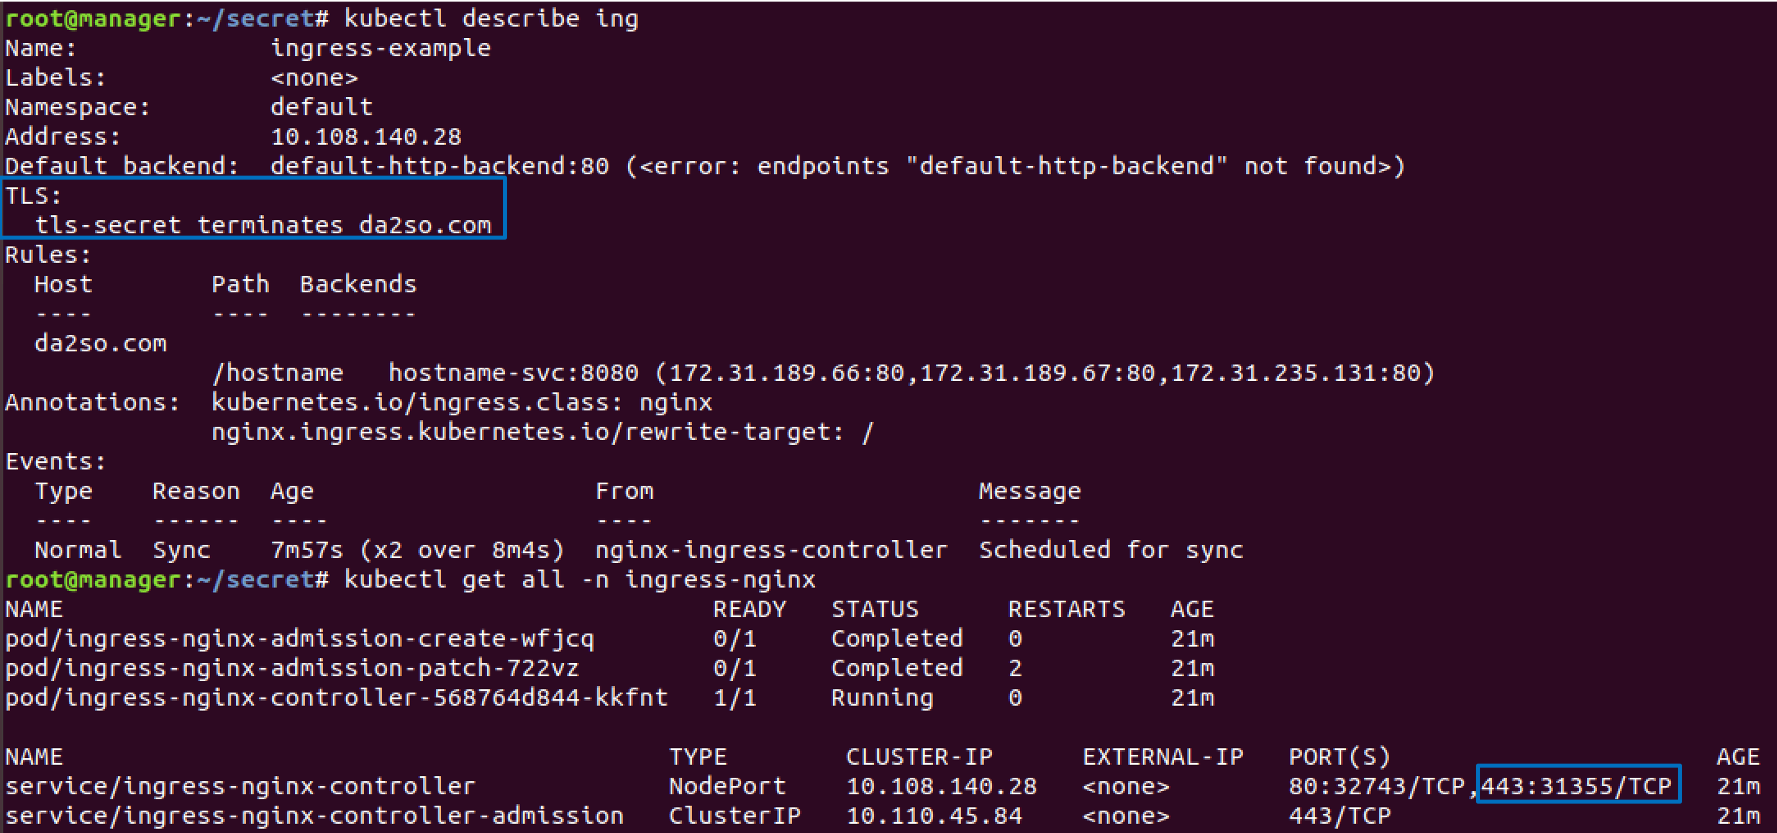 root@manager:~/secret# kubectl describe ing
Name:             ingress-example
Labels:           <none>
Namespace:        default
Address:          10.108.140.28
Default backend:  default-http-backend:80 (<error: endpoints "default-http-backend" not found>)
TLS:
  tls-secret terminates da2so.com
Rules:
  Host        Path  Backends
  ----        ----  --------
  da2so.com
              /hostname   hostname-svc:8080 (172.31.189.66:80,172.31.189.67:80,172.31.235.131:80)
Annotations:  kubernetes.io/ingress.class: nginx
              nginx.ingress.kubernetes.io/rewrite-target: /
Events:
  Type    Reason  Age                  From                      Message
  ----    ------  ----                 ----                      -------
  Normal  Sync    7m57s (x2 over 8m4s)  nginx-ingress-controller  Scheduled for sync
root@manager:~/secret# kubectl get all -n ingress-nginx
NAME                                            READY   STATUS      RESTARTS   AGE
pod/ingress-nginx-admission-create-wfjcq        0/1     Completed   0          21m
pod/ingress-nginx-admission-patch-722vz         0/1     Completed   2          21m
pod/ingress-nginx-controller-568764d844-kkfnt   1/1     Running     0          21m
NAME                                         TYPE        CLUSTER-IP      EXTERNAL-IP   PORT(S)                      AGE
service/ingress-nginx-controller             NodePort    10.108.140.28   <none>        80:32743/TCP,443:31355/TCP   21m
service/ingress-nginx-controller-admission   ClusterIP   10.110.45.84    <none>        443/TCP                      21m